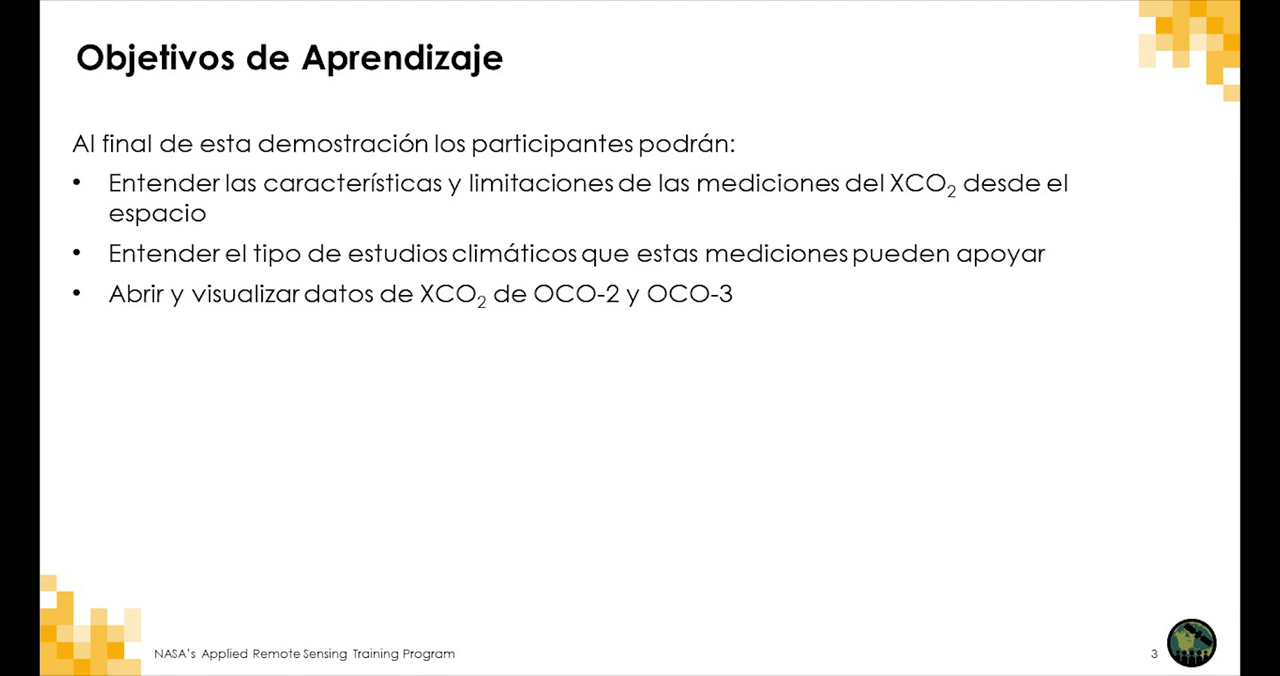 Objetivos de Aprendizaje
Al final de esta demostración los participantes podrán:
• Entender las características y limitaciones de las mediciones del XCO₂ desde el
espacio
• Entender el tipo de estudios climáticos que estas mediciones pueden apoyar
• Abrir y visualizar datos de XCO₂ de OCO-2 y OCO-3
NASA's Applied Remote Sensing Training Program
3